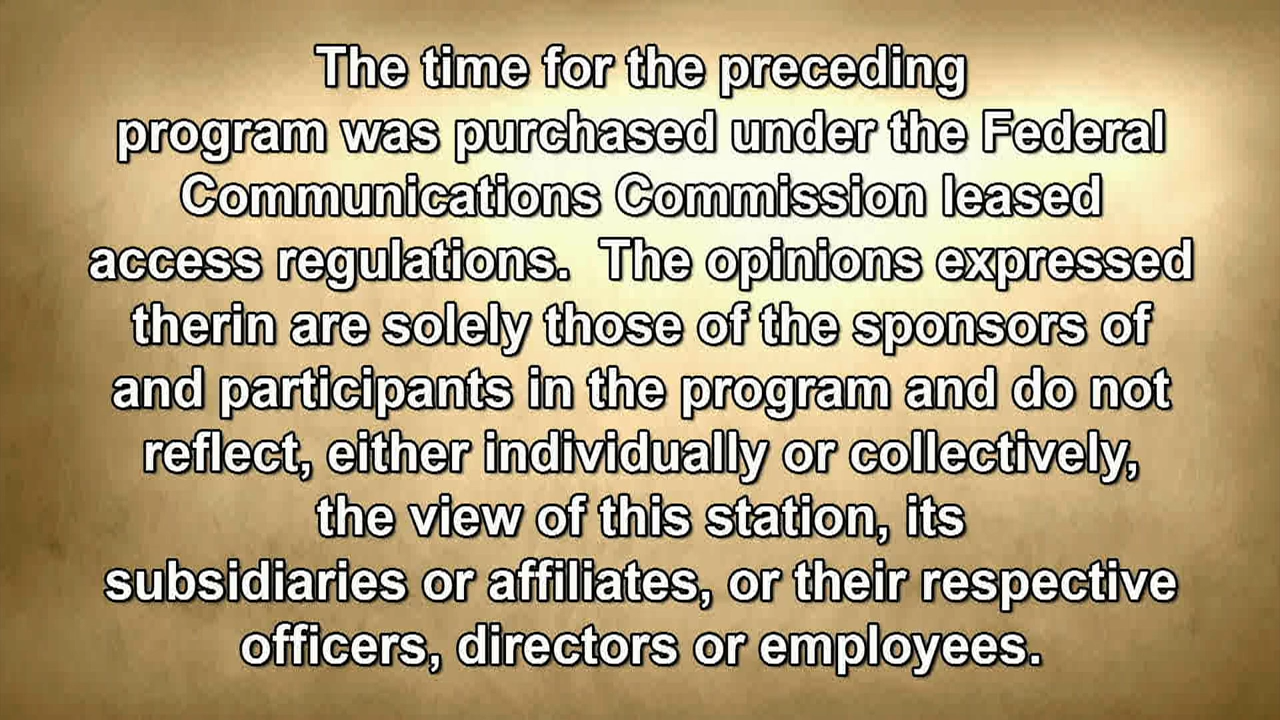 The time for the preceding
program was purchased under the Federal
Communications Commission leased
access regulations.  The opinions expressed
therin are solely those of the sponsors of
and participants in the program and do not
reflect, either individually or collectively,
the view of this station, its
subsidiaries or affiliates, or their respective
officers, directors or employees.